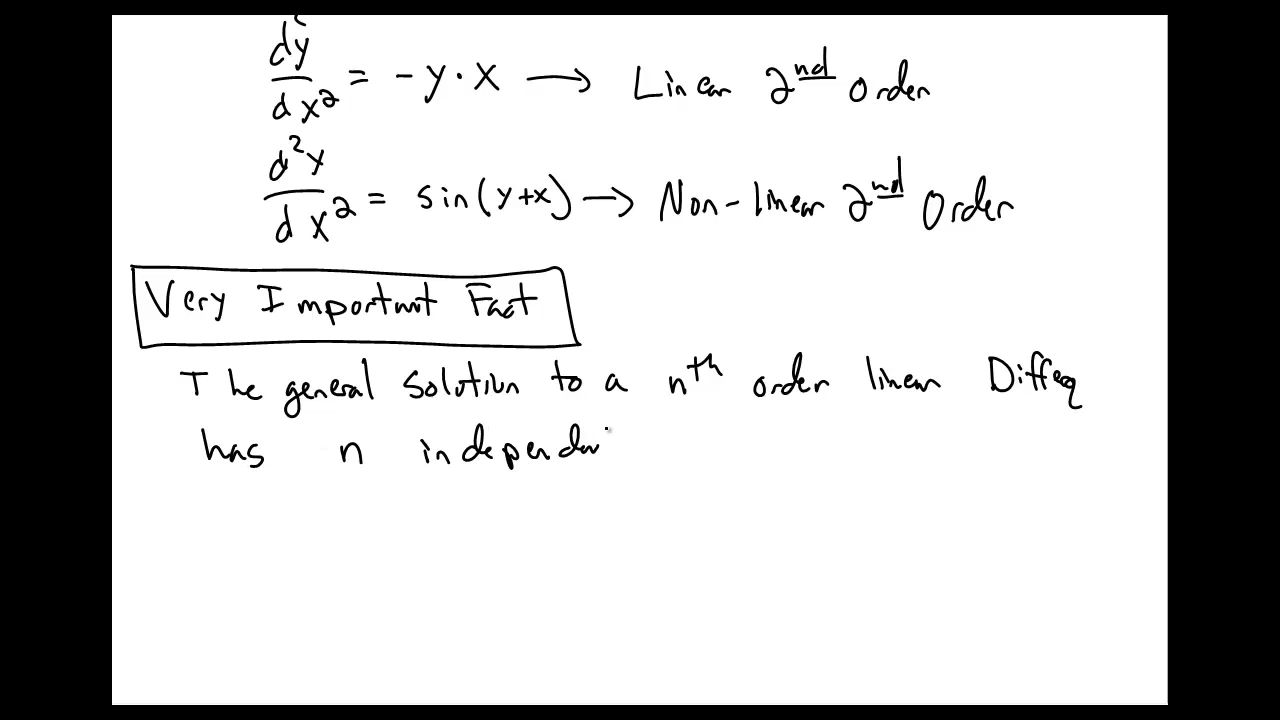 d²y/dx² = -y·x → Linear 2nd Order
d²y/dx² = sin(y+x) → Non-linear 2nd Order
Very Important Fact
The general solution to a nth order linear Diffeq
has n independen